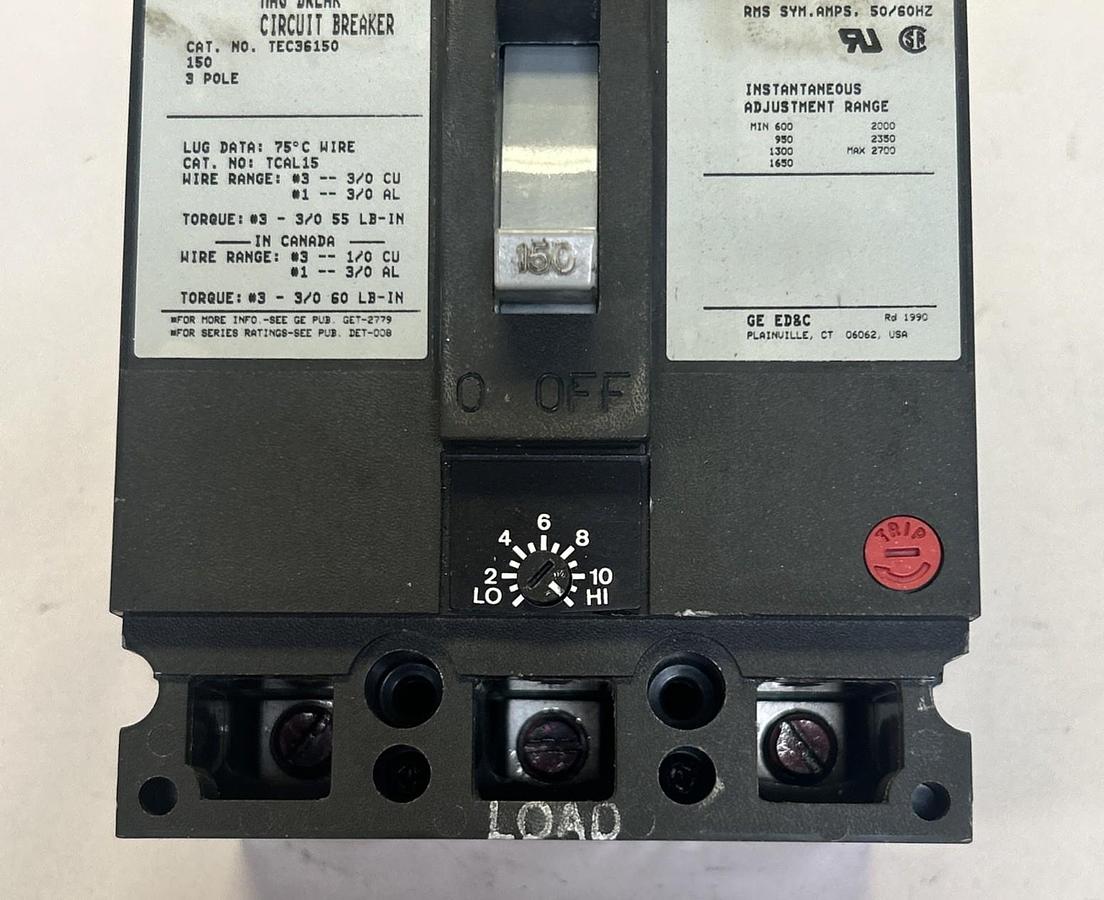 MAG BREAK
CIRCUIT BREAKER
CAT. NO. TEC36150
150
3 POLE
LUG DATA: 75°C WIRE
CAT. NO: TCAL15
WIRE RANGE: #3 -- 3/0 CU
#1 -- 3/0 AL
TORQUE: #3 - 3/0 55 LB-IN
IN CANADA
WIRE RANGE: #3 -- 1/0 CU
#1 -- 3/0 AL
TORQUE: #3 - 3/0 60 LB-IN
*FOR MORE INFO.-SEE GE PUB. GET-2779
*FOR SERIES RATINGS-SEE PUB. DET-008
150
O OFF
RMS SYM.AMPS, 50/60HZ
RU SA
INSTANTANEOUS
ADJUSTMENT RANGE
MIN 600 2000
950 2350
1300 MAX 2700
1650
GE ED&C Rd 1990
PLAINVILLE, CT 06062, USA
6
4 8
2 10
LO HI
TRIP
LOAD